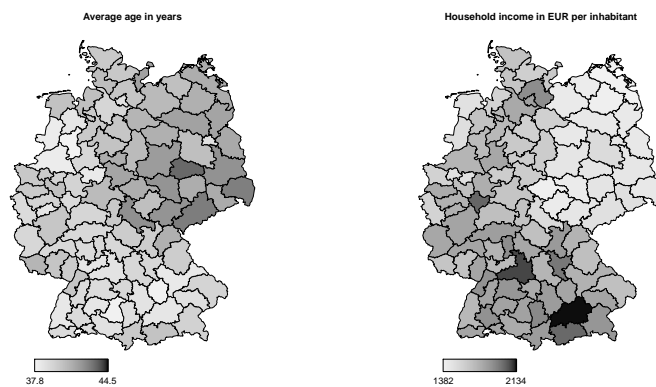 Average age in years
Household income in EUR per inhabitant
37.8 44.5
1382 2134